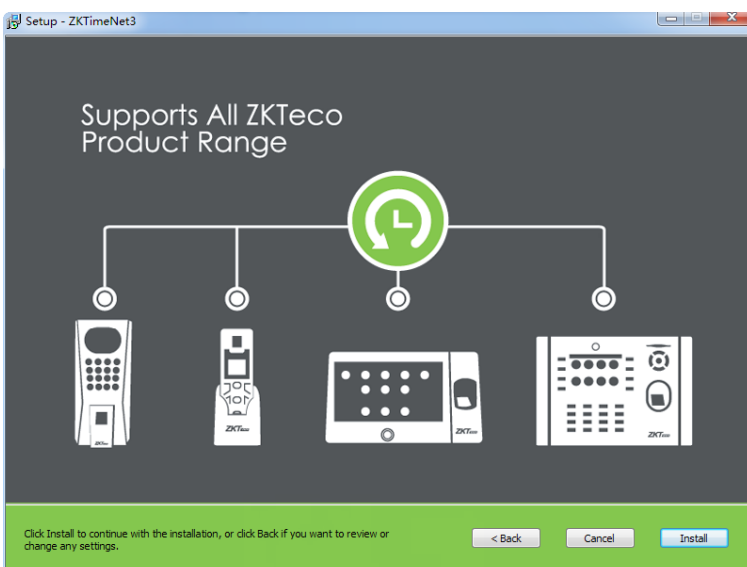 Setup - ZKTimeNet3
Supports All ZKTeco
Product Range
ZKTeco
ZKTeco
ZKTeco
ZKTeco
Click Install to continue with the installation, or click Back if you want to review or
change any settings.
< Back
Cancel
Install